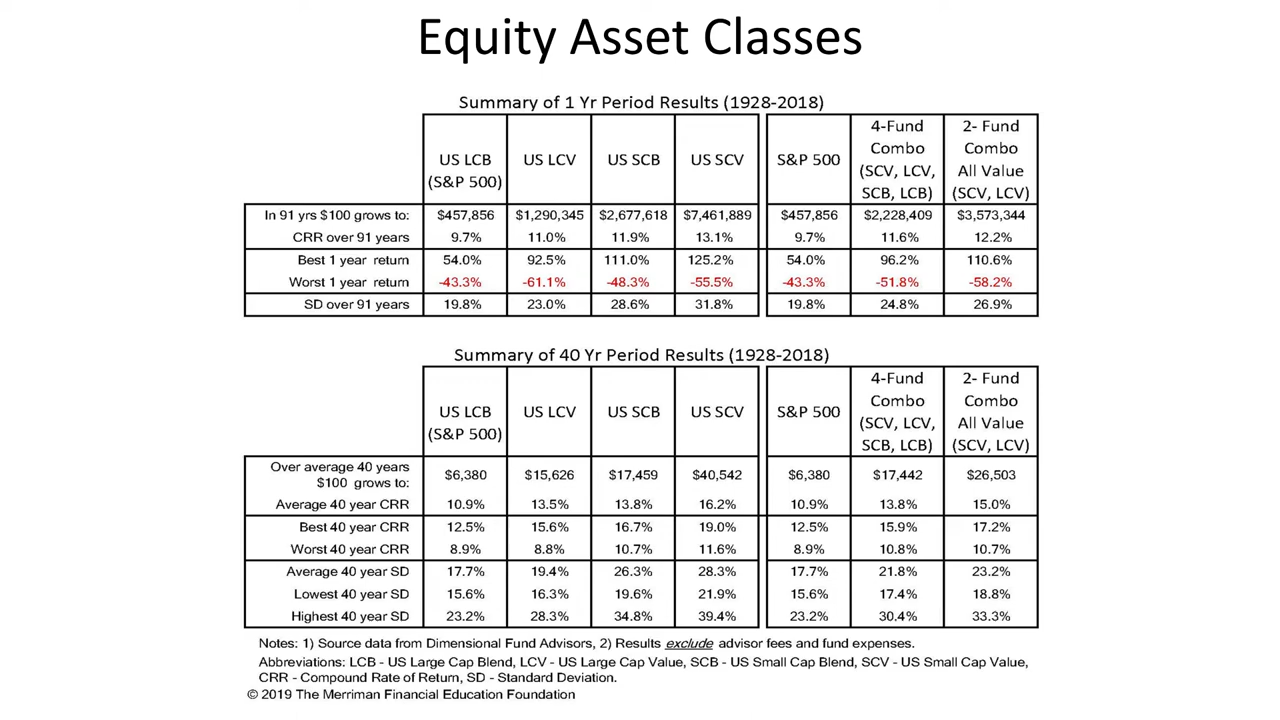 Equity Asset Classes
Summary of 1 Yr Period Results (1928-2018)
US LCB (S&P 500) US LCV US SCB US SCV S&P 500 4-Fund Combo (SCV, LCV, SCB, LCB) 2- Fund Combo All Value (SCV, LCV)
In 91 yrs $100 grows to: $457,856 $1,290,345 $2,677,618 $7,461,889 $457,856 $2,228,409 $3,573,344
CRR over 91 years 9.7% 11.0% 11.9% 13.1% 9.7% 11.6% 12.2%
Best 1 year return 54.0% 92.5% 111.0% 125.2% 54.0% 96.2% 110.6%
Worst 1 year return -43.3% -61.1% -48.3% -55.5% -43.3% -51.8% -58.2%
SD over 91 years 19.8% 23.0% 28.6% 31.8% 19.8% 24.8% 26.9%
Summary of 40 Yr Period Results (1928-2018)
US LCB (S&P 500) US LCV US SCB US SCV S&P 500 4-Fund Combo (SCV, LCV, SCB, LCB) 2- Fund Combo All Value (SCV, LCV)
Over average 40 years $100 grows to: $6,380 $15,626 $17,459 $40,542 $6,380 $17,442 $26,503
Average 40 year CRR 10.9% 13.5% 13.8% 16.2% 10.9% 13.8% 15.0%
Best 40 year CRR 12.5% 15.6% 16.7% 19.0% 12.5% 15.9% 17.2%
Worst 40 year CRR 8.9% 8.8% 10.7% 11.6% 8.9% 10.8% 10.7%
Average 40 year SD 17.7% 19.4% 26.3% 28.3% 17.7% 21.8% 23.2%
Lowest 40 year SD 15.6% 16.3% 19.6% 21.9% 15.6% 17.4% 18.8%
Highest 40 year SD 23.2% 28.3% 34.8% 39.4% 23.2% 30.4% 33.3%
Notes: 1) Source data from Dimensional Fund Advisors, 2) Results exclude advisor fees and fund expenses.
Abbreviations: LCB - US Large Cap Blend, LCV - US Large Cap Value, SCB - US Small Cap Blend, SCV - US Small Cap Value,
CRR - Compound Rate of Return, SD - Standard Deviation.
© 2019 The Merriman Financial Education Foundation